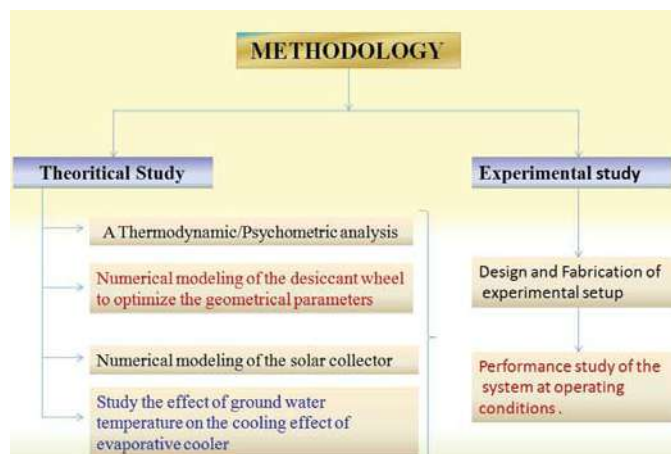 METHODOLOGY
Theoritical Study
A Thermodynamic/Psychometric analysis
Numerical modeling of the desiccant wheel
to optimize the geometrical parameters
Numerical modeling of the solar collector
Study the effect of ground water
temperature on the cooling effect of
evaporative cooler
Experimental study
Design and Fabrication of
experimental setup
Performance study of the
system at operating
conditions .